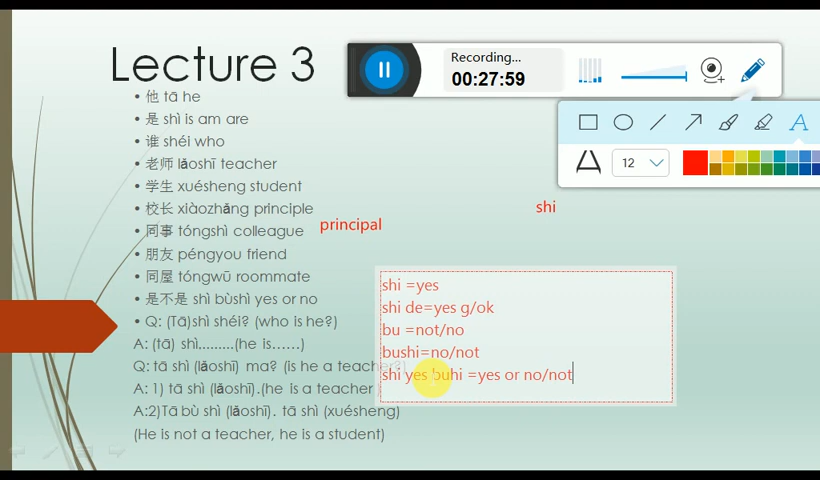 Lecture 3
Recording...
00:27:59
12
他 tā he
是 shì is am are
谁 shéi who
老师 lǎoshī teacher
学生 xuésheng student
校长 xiàozhǎng principle
principal
shi
同事 tóngshì colleague
朋友 péngyou friend
同屋 tóngwū roommate
是不是 shì bùshì yes or no
Q: (Tā)shì shéi? (who is he?)
A: (tā) shì........(he is......)
Q: tā shì (lǎoshī) ma? (is he a teacher?)
A: 1) tā shì (lǎoshī).(he is a teacher
A:2)Tā bù shì (lǎoshī). tā shì (xuésheng)
(He is not a teacher, he is a student)
shi =yes
shi de=yes g/ok
bu =not/no
bushi=no/not
shi yes buhi =yes or no/not